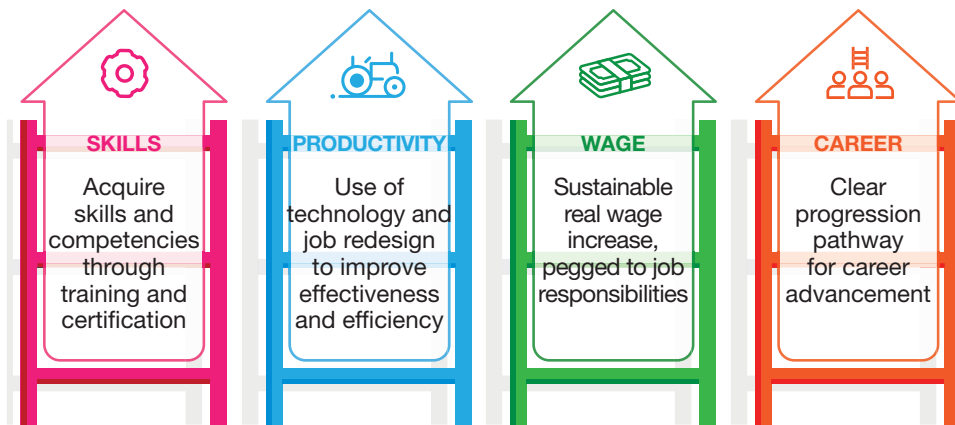 SKILLS
Acquire
skills and
competencies
through
training and
certification
PRODUCTIVITY
Use of
technology and
job redesign
to improve
effectiveness
and efficiency
WAGE
Sustainable
real wage
increase,
pegged to job
responsibilities
CAREER
Clear
progression
pathway
for career
advancement